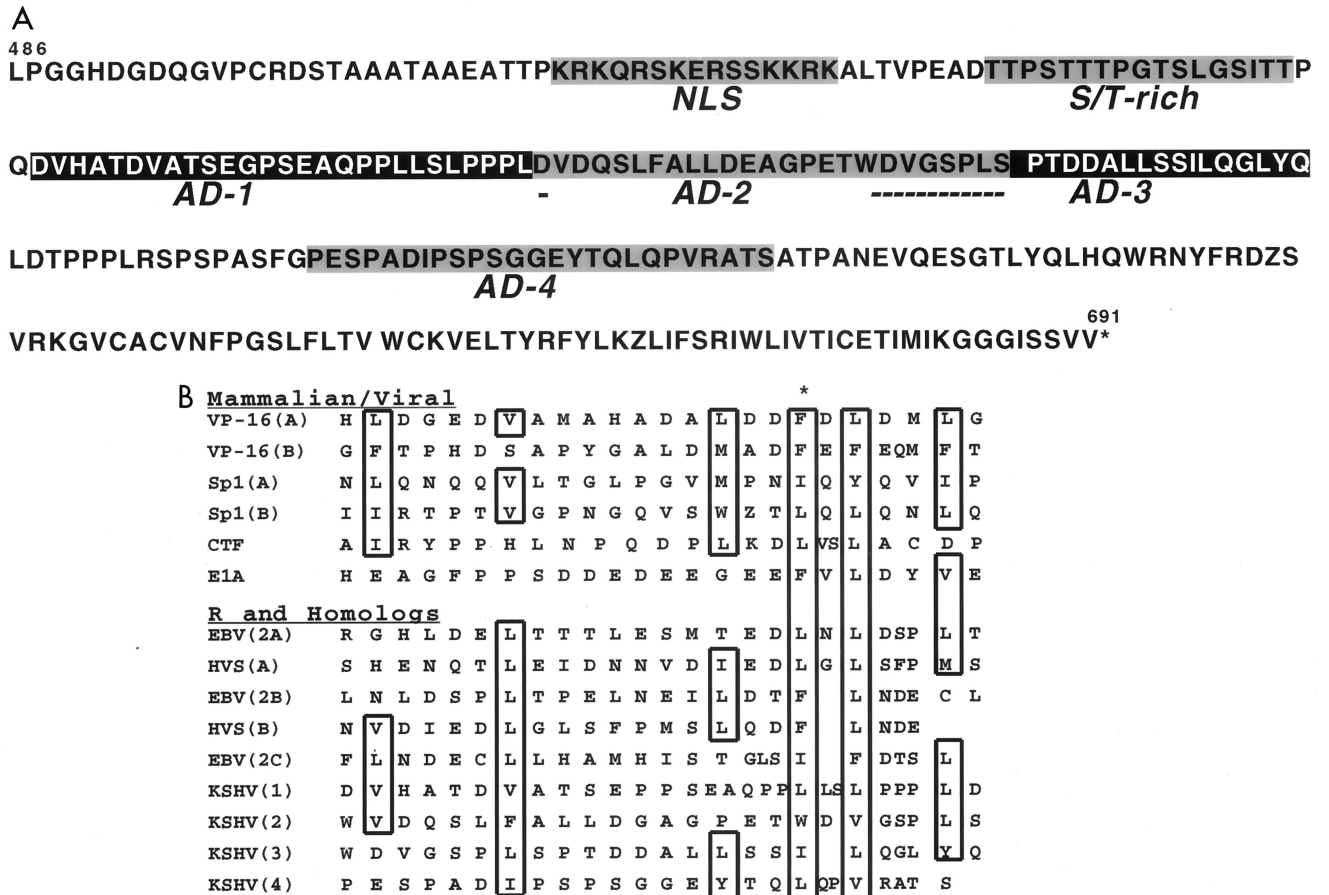 A
486
LPGGHDGDQGVPCRDSTAAATAAEATTPKRKQRSKERSSKKRKALTVPEADTTPSTTTPGTSLGSITTP
NLS S/T-rich
QDVHATDVATSEGPSEAQPPLLSLPPPLDVDQSLFALLDEAGPETWDVGSPLS PTDDALLSSILQGLYQ
AD-1 - AD-2 ------------ AD-3
LDTPPPLRSPSPASFGPESPADIPSPSGGEYTQLQPVRATSATPANEVQESGTLYQLHQWRNYFRDZS
AD-4
691
VRKGVCACVNFPGSLFLTV WCKVELTYRFYLKZLIFSRIWLIVTICETIMIKGGGISSVV*
B Mammalian/Viral *
VP-16(A) H L D G E D V A M A H A D A L D D F D L D M L G
VP-16(B) G F T P H D S A P Y G A L D M A D F E F EQM F T
Sp1(A) N L Q N Q Q V L T G L P G V M P N I Q Y Q V I P
Sp1(B) I I R T P T V G P N G Q V S W Z T L Q L Q N L Q
CTF A I R Y P P H L N P Q D P L K D L VS L A C D P
E1A H E A G F P P S D D E D E E G E E F V L D Y V E
R and Homologs
EBV(2A) R G H L D E L T T T L E S M T E D L N L DSP L T
HVS(A) S H E N Q T L E I D N N V D I E D L G L SFP M S
EBV(2B) L N L D S P L T P E L N E I L D T F L NDE C L
HVS(B) N V D I E D L G L S F P M S L Q D F L NDE
EBV(2C) F L N D E C L L H A M H I S T GLS I F DTS L
KSHV(1) D V H A T D V A T S E P P S E A Q P P L LS L PPP L D
KSHV(2) W V D Q S L F A L L D G A G P E T W D V GSP L S
KSHV(3) W D V G S P L S P T D D A L L S S I L QGL Y Q
KSHV(4) P E S P A D I P S P S G G E Y T Q L QP V RAT S